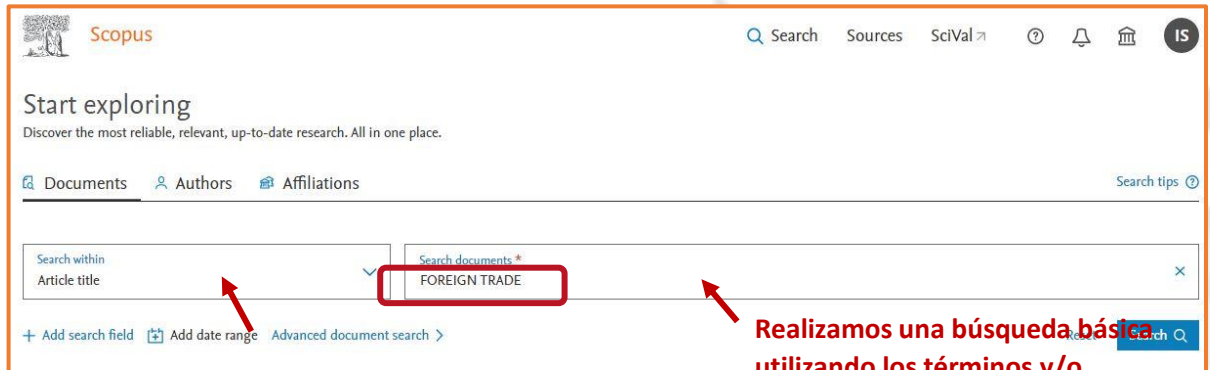 Scopus
Search Sources SciVal IS
Start exploring
Discover the most reliable, relevant, up-to-date research. All in one place.
Documents Authors Affiliations Search tips
Search within Search documents *
Article title FOREIGN TRADE
Add search field Add date range Advanced document search
Realizamos una búsqueda básica
Reset Search
utilizando los términos y/o